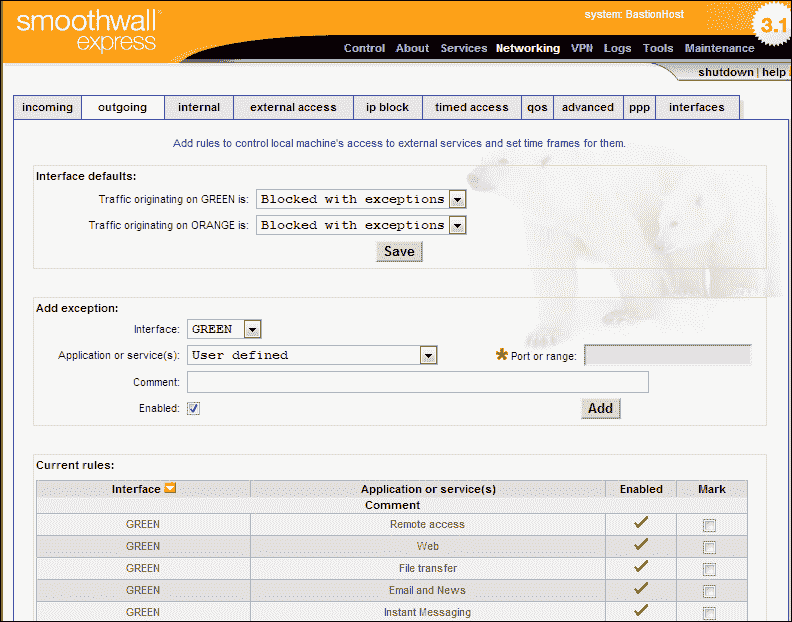 smoothwall
express
system: BastionHost
3.1
Control About Services Networking VPN Logs Tools Maintenance
shutdown | help
incoming outgoing internal external access ip block timed access qos advanced ppp interfaces
Add rules to control local machine's access to external services and set time frames for them.
Interface defaults:
Traffic originating on GREEN is: Blocked with exceptions
Traffic originating on ORANGE is: Blocked with exceptions
Save
Add exception:
Interface: GREEN
Application or service(s): User defined * Port or range:
Comment:
Enabled: Add
Current rules:
Interface Application or service(s) Enabled Mark
Comment
GREEN Remote access
GREEN Web
GREEN File transfer
GREEN Email and News
GREEN Instant Messaging